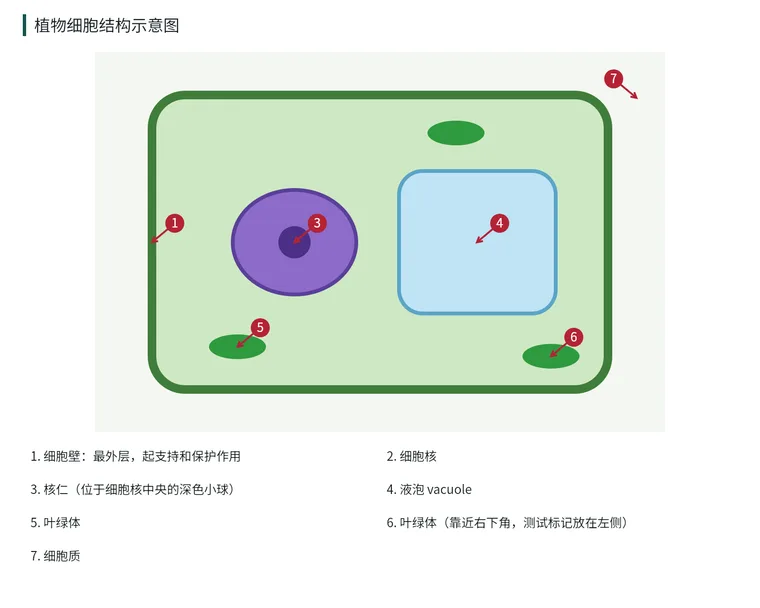 植物细胞结构示意图
7
1
3
4
5
6
1. 细胞壁：最外层，起支持和保护作用
2. 细胞核
3. 核仁（位于细胞核中央的深色小球）
4. 液泡 vacuole
5. 叶绿体
6. 叶绿体（靠近右下角，测试标记放在左侧）
7. 细胞质